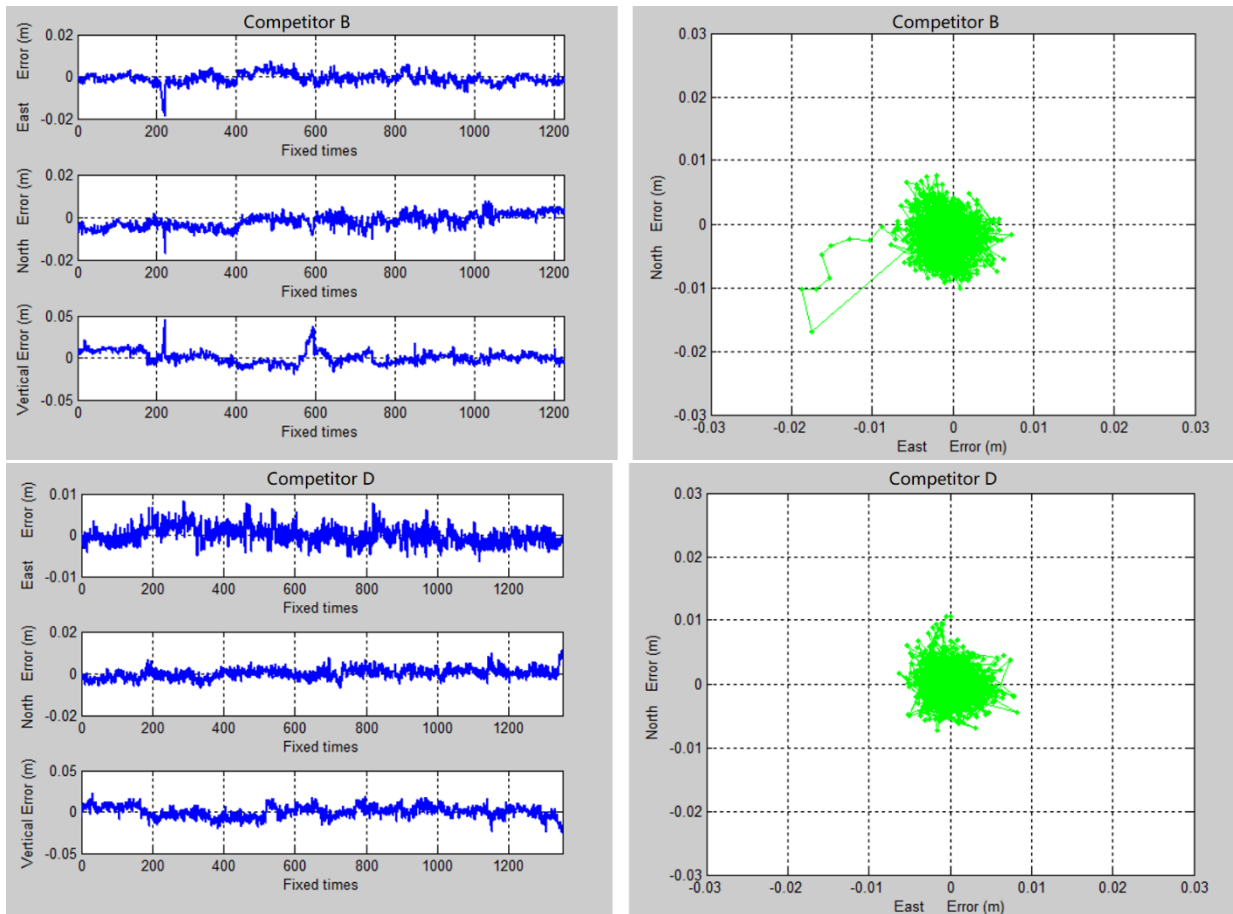 Competitor B
East Error (m)
0.02
0
-0.02
0 200 400 600 800 1000 1200
Fixed times
North Error (m)
0.02
0
-0.02
0 200 400 600 800 1000 1200
Fixed times
Vertical Error (m)
0.05
0
-0.05
0 200 400 600 800 1000 1200
Fixed times
Competitor B
North Error (m)
0.03
0.02
0.01
0
-0.01
-0.02
-0.03
-0.03 -0.02 -0.01 0 0.01 0.02 0.03
East Error (m)
Competitor D
East Error (m)
0.01
0
-0.01
0 200 400 600 800 1000 1200
Fixed times
North Error (m)
0.02
0
-0.02
0 200 400 600 800 1000 1200
Fixed times
Vertical Error (m)
0.05
0
-0.05
0 200 400 600 800 1000 1200
Fixed times
Competitor D
North Error (m)
0.03
0.02
0.01
0
-0.01
-0.02
-0.03
-0.03 -0.02 -0.01 0 0.01 0.02 0.03
East Error (m)